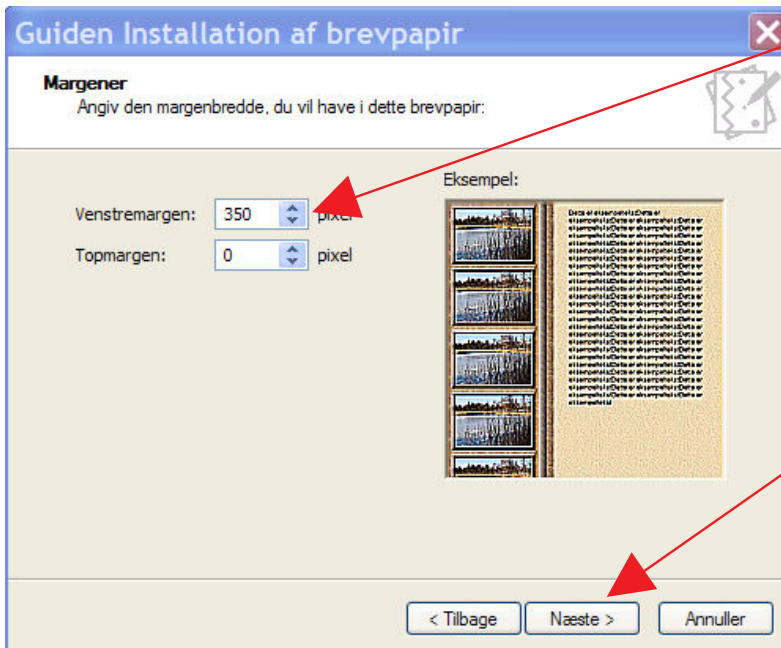 Guiden Installation af brevpapir
Margener
Angiv den margenbredde, du vil have i dette brevpapir:
Eksempel:
Venstremargen: 350 pixel
Topmargen: 0 pixel
< Tilbage Næste > Annuller